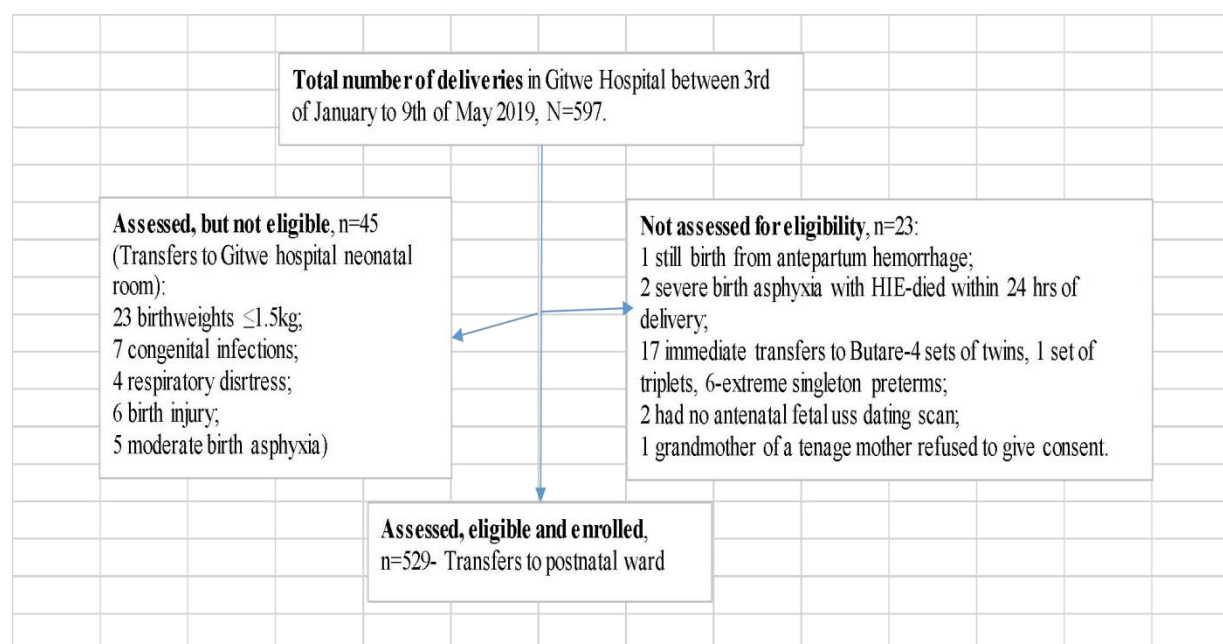 Total number of deliveries in Gitwe Hospital between 3rd
of January to 9th of May 2019, N=597.
Assessed, but not eligible, n=45
(Transfers to Gitwe hospital neonatal
room):
23 birthweights ≤1.5kg;
7 congenital infections;
4 respiratory disrtress;
6 birth injury;
5 moderate birth asphyxia)
Not assessed for eligibility, n=23:
1 still birth from antepartum hemorrhage;
2 severe birth asphyxia with HIE-died within 24 hrs of
delivery;
17 immediate transfers to Butare-4 sets of twins, 1 set of
triplets, 6-extreme singleton preterms;
2 had no antenatal fetal uss dating scan;
1 grandmother of a tenage mother refused to give consent.
Assessed, eligible and enrolled,
n=529- Transfers to postnatal ward